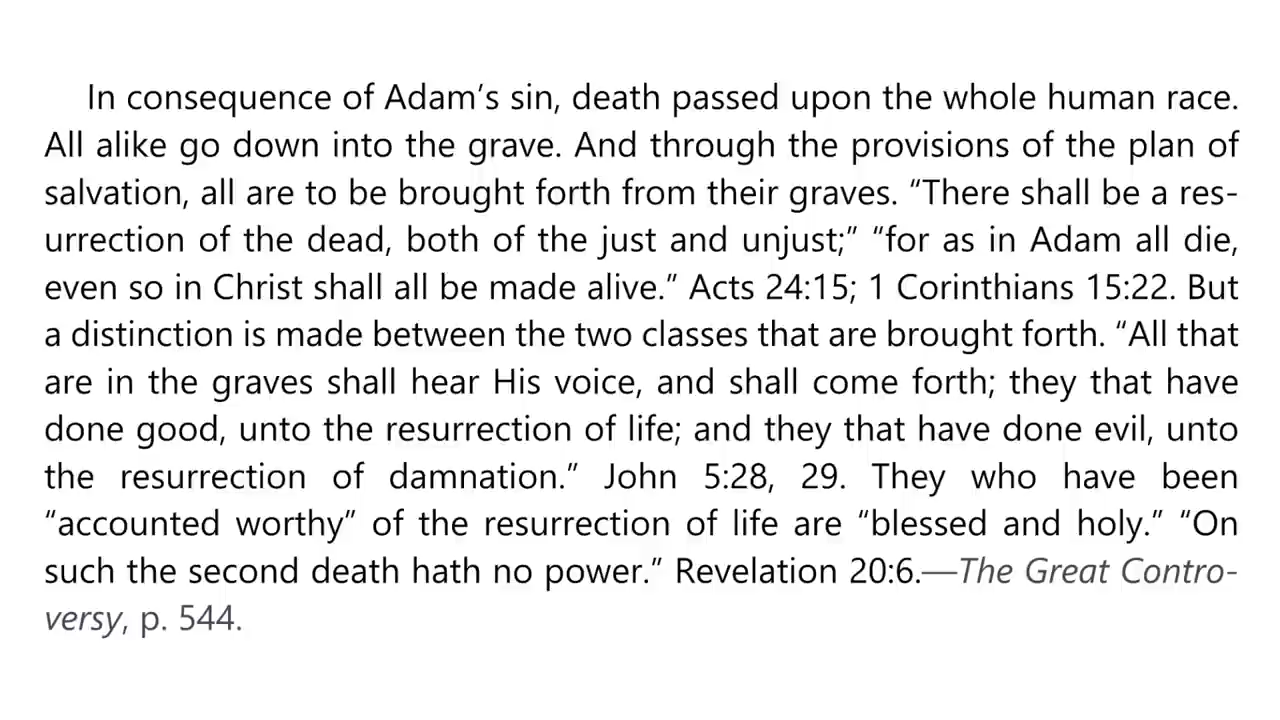 In consequence of Adam’s sin, death passed upon the whole human race.
All alike go down into the grave. And through the provisions of the plan of
salvation, all are to be brought forth from their graves. “There shall be a res-
urrection of the dead, both of the just and unjust;” “for as in Adam all die,
even so in Christ shall all be made alive.” Acts 24:15; 1 Corinthians 15:22. But
a distinction is made between the two classes that are brought forth. “All that
are in the graves shall hear His voice, and shall come forth; they that have
done good, unto the resurrection of life; and they that have done evil, unto
the resurrection of damnation.” John 5:28, 29. They who have been
“accounted worthy” of the resurrection of life are “blessed and holy.” “On
such the second death hath no power.” Revelation 20:6.—The Great Contro-
versy, p. 544.